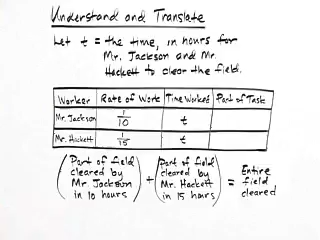 Understand and Translate
Let t = the time, in hours for
Mr. Jackson and Mr.
Hackett to clear the field.
Worker Rate of Work Time Worked Part of Task
Mr. Jackson 1/10 t
Mr. Hackett 1/15 t
(Part of field cleared by Mr. Jackson in 10 hours) + (Part of field cleared by Mr. Hackett in 15 hours) = Entire field cleared